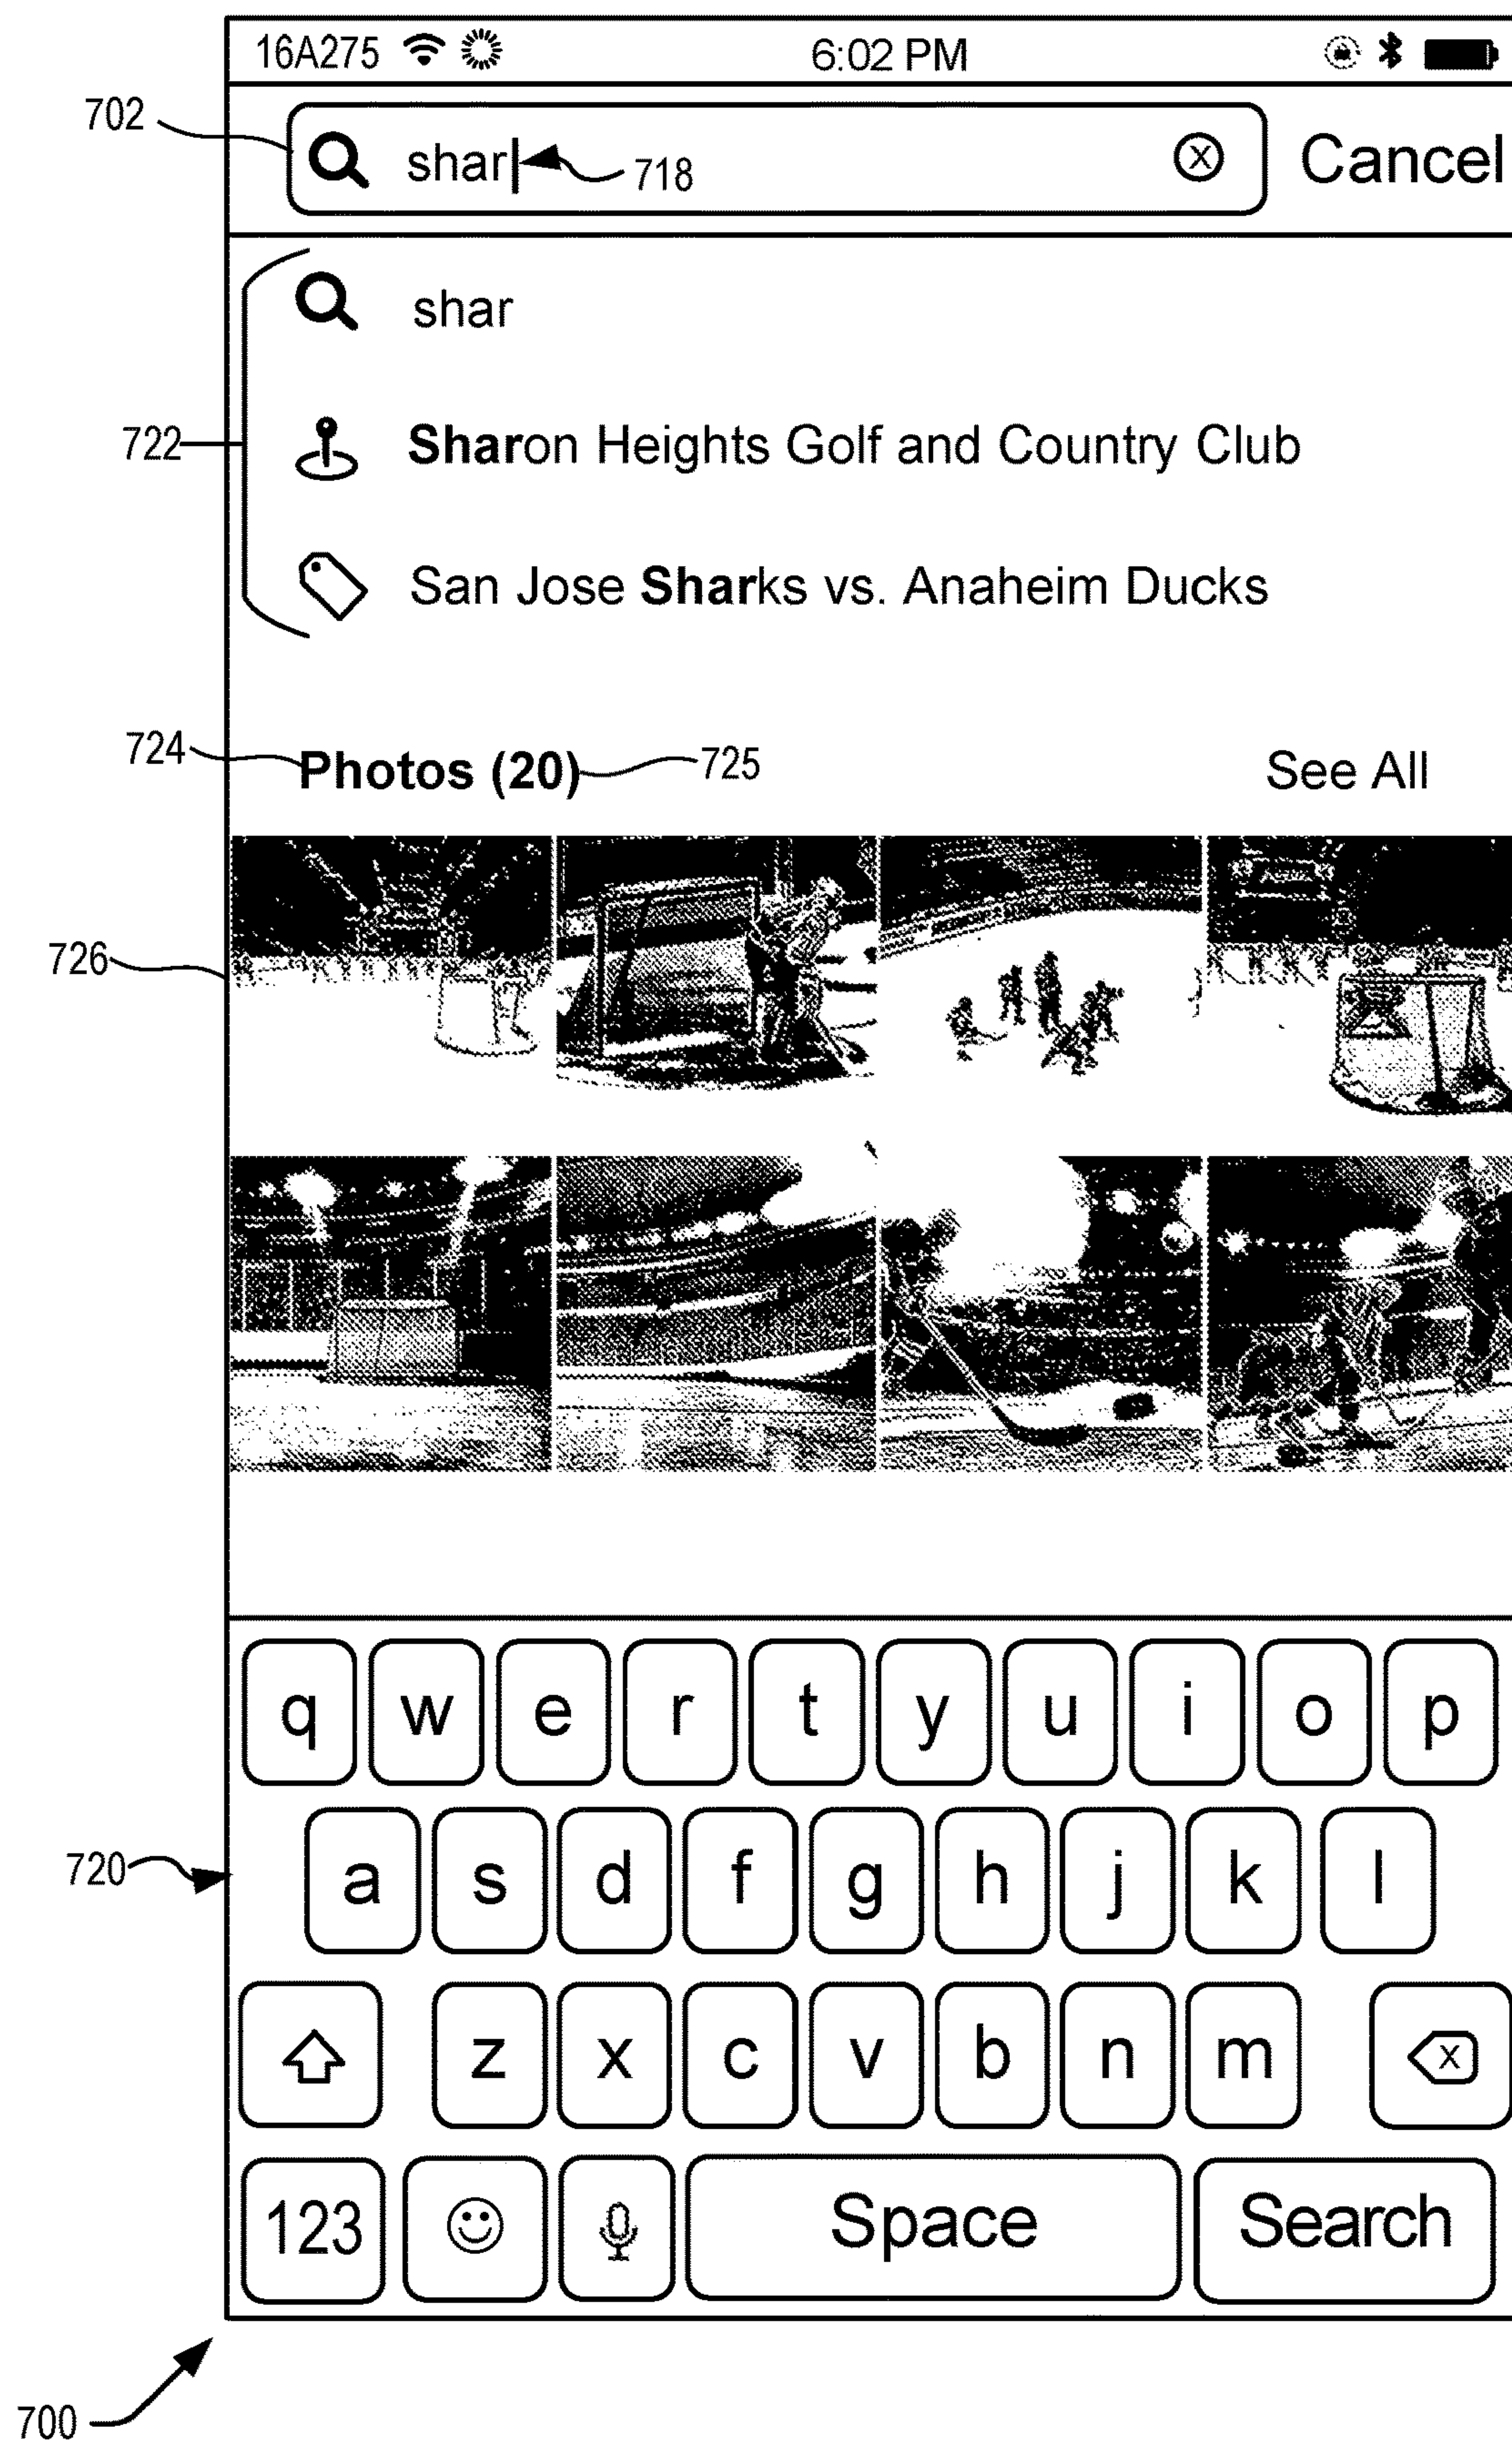 16A275 6:02 PM
702
shar 718 Cancel
shar
722 Sharon Heights Golf and Country Club
San Jose Sharks vs. Anaheim Ducks
724 Photos (20) 725 See All
726
q w e r t y u i o p
720 a s d f g h j k l
z x c v b n m x
123 Space Search
700